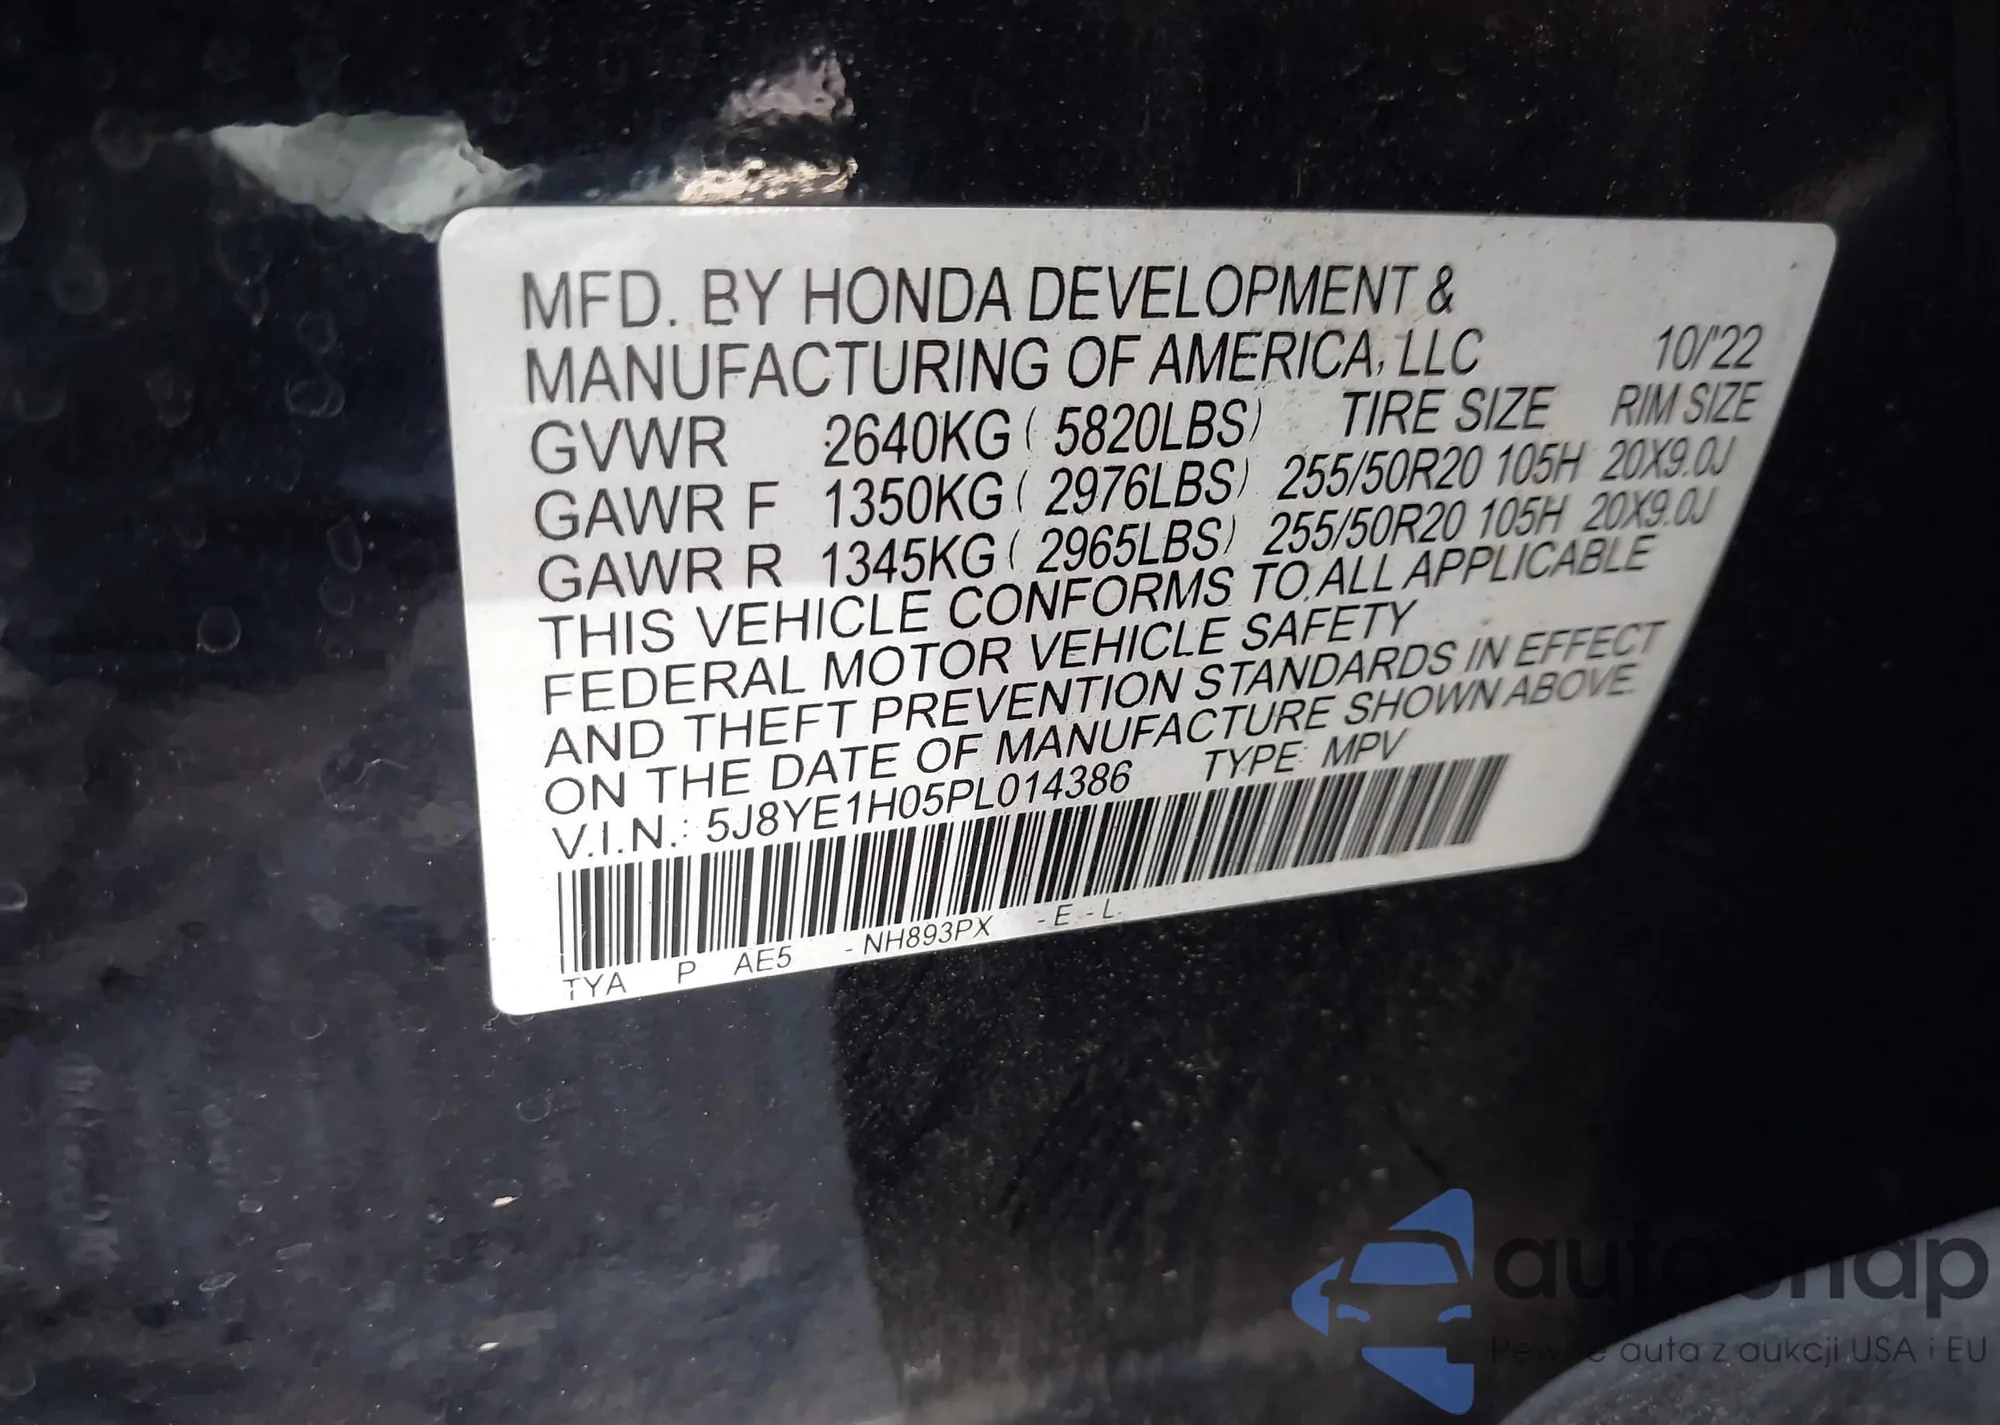 MFD. BY HONDA DEVELOPMENT &
MANUFACTURING OF AMERICA, LLC 10/'22
GVWR 2640KG ( 5820LBS) TIRE SIZE RIM SIZE
GAWR F 1350KG ( 2976LBS) 255/50R20 105H 20X9.0J
GAWR R 1345KG ( 2965LBS) 255/50R20 105H 20X9.0J
THIS VEHICLE CONFORMS TO ALL APPLICABLE
FEDERAL MOTOR VEHICLE SAFETY
AND THEFT PREVENTION STANDARDS IN EFFECT
ON THE DATE OF MANUFACTURE SHOWN ABOVE.
V.I.N.: 5J8YE1H05PL014386 TYPE: MPV
TYA P AE5 - NH893PX - E - L
autosnap
Pewne auta z aukcji USA i EU